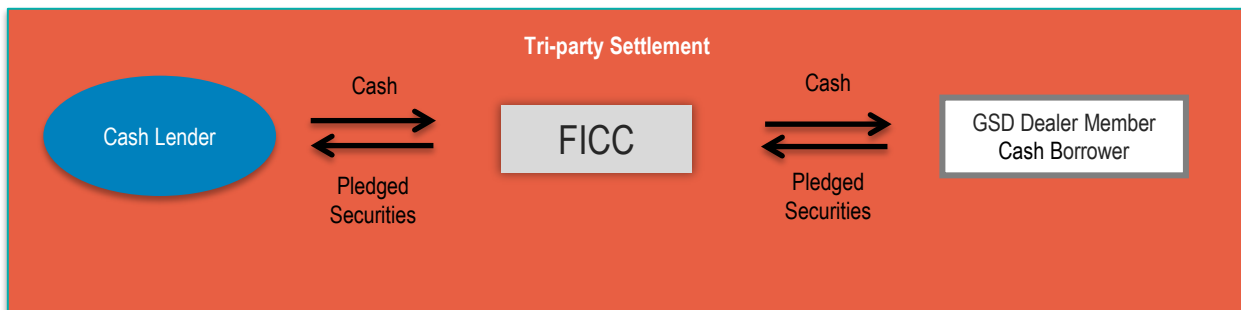 Tri-party Settlement
Cash
Cash
Cash Lender
FICC
GSD Dealer Member
Cash Borrower
Pledged
Securities
Pledged
Securities